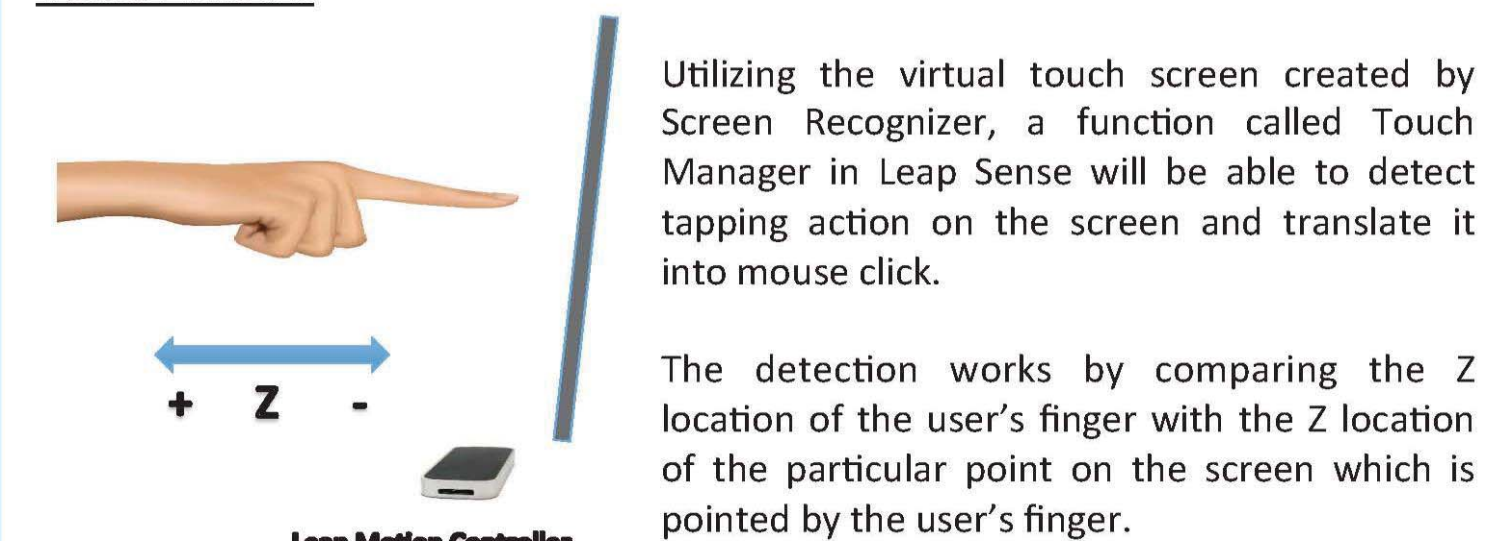 Utilizing the virtual touch screen created by
Screen Recognizer, a function called Touch
Manager in Leap Sense will be able to detect
tapping action on the screen and translate it
into mouse click.
The detection works by comparing the Z
location of the user's finger with the Z location
of the particular point on the screen which is
pointed by the user's finger.
+ Z -
Leap Motion Controller